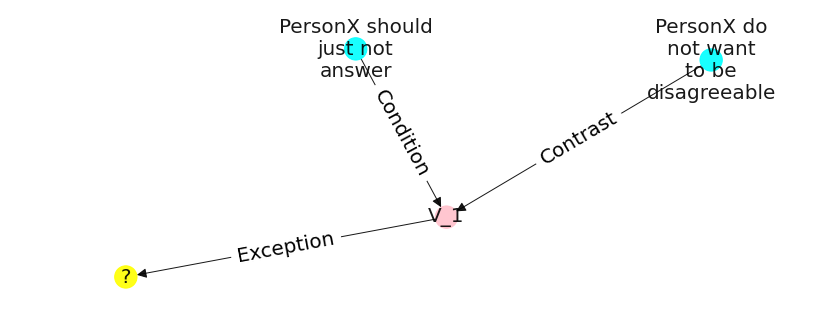 PersonX should
just not
answer
PersonX do
not want
to be
disagreeable
Condition
Contrast
V_1
Exception
?